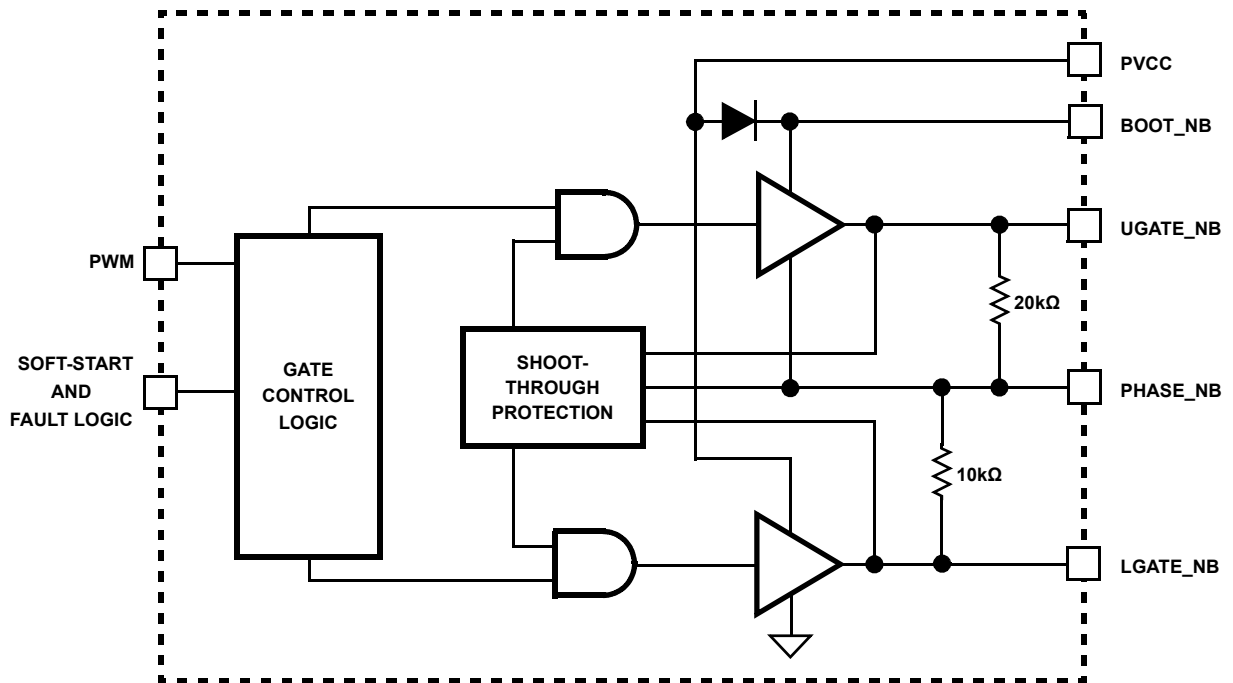 PVCC
BOOT_NB
UGATE_NB
PWM
20kΩ
SOFT-START
AND
FAULT LOGIC
GATE
CONTROL
LOGIC
SHOOT-
THROUGH
PROTECTION
PHASE_NB
10kΩ
LGATE_NB